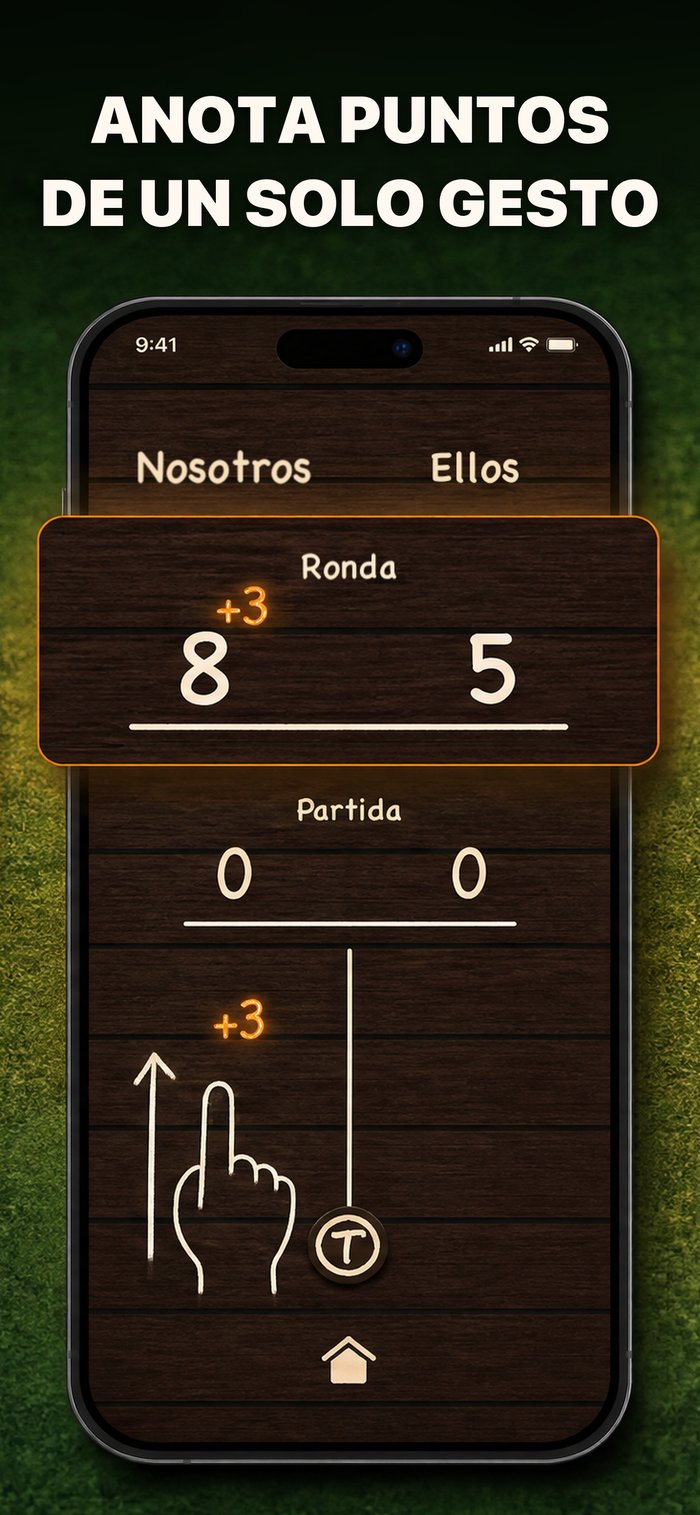 ANOTA PUNTOS
DE UN SOLO GESTO
9:41
Nosotros Ellos
Ronda
+3
8 5
Partida
0 0
+3
T